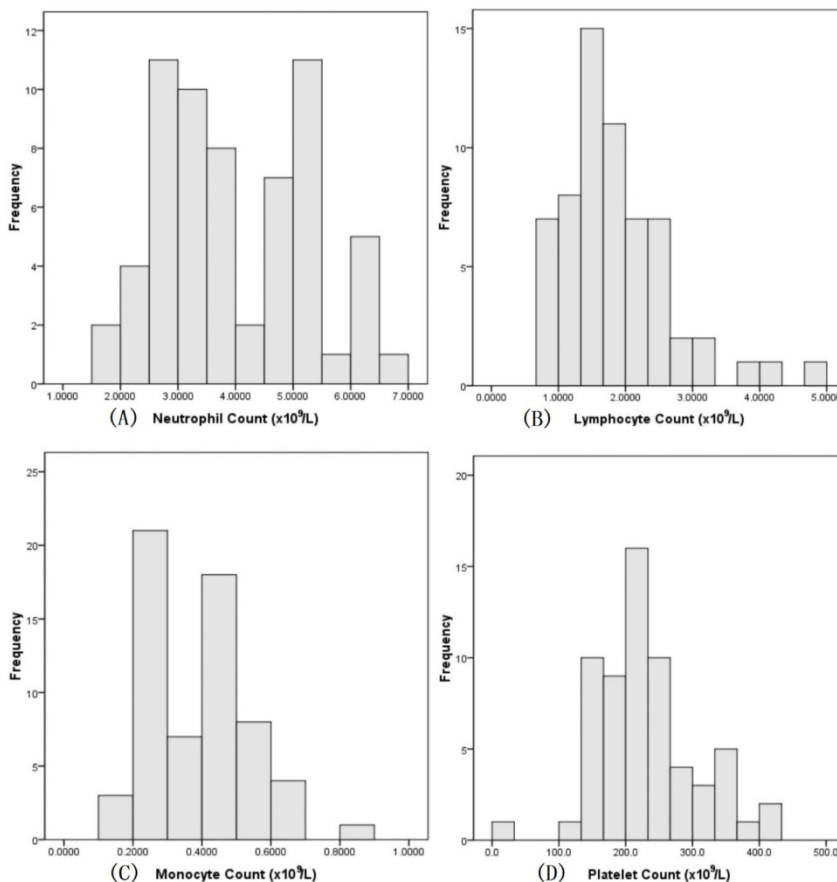 12
10
8
6
4
2
0
Frequency
1.0000 2.0000 3.0000 4.0000 5.0000 6.0000 7.0000
(A) Neutrophil Count (x10⁹/L)
15
10
5
0
Frequency
0.0000 1.0000 2.0000 3.0000 4.0000 5.000
(B) Lymphocyte Count (x10⁹/L)
25
20
15
10
5
0
Frequency
0.0000 0.2000 0.4000 0.6000 0.8000 1.0000
(C) Monocyte Count (x10⁹/L)
20
15
10
5
0
Frequency
0.0 100.0 200.0 300.0 400.0 500.0
(D) Platelet Count (x10⁹/L)